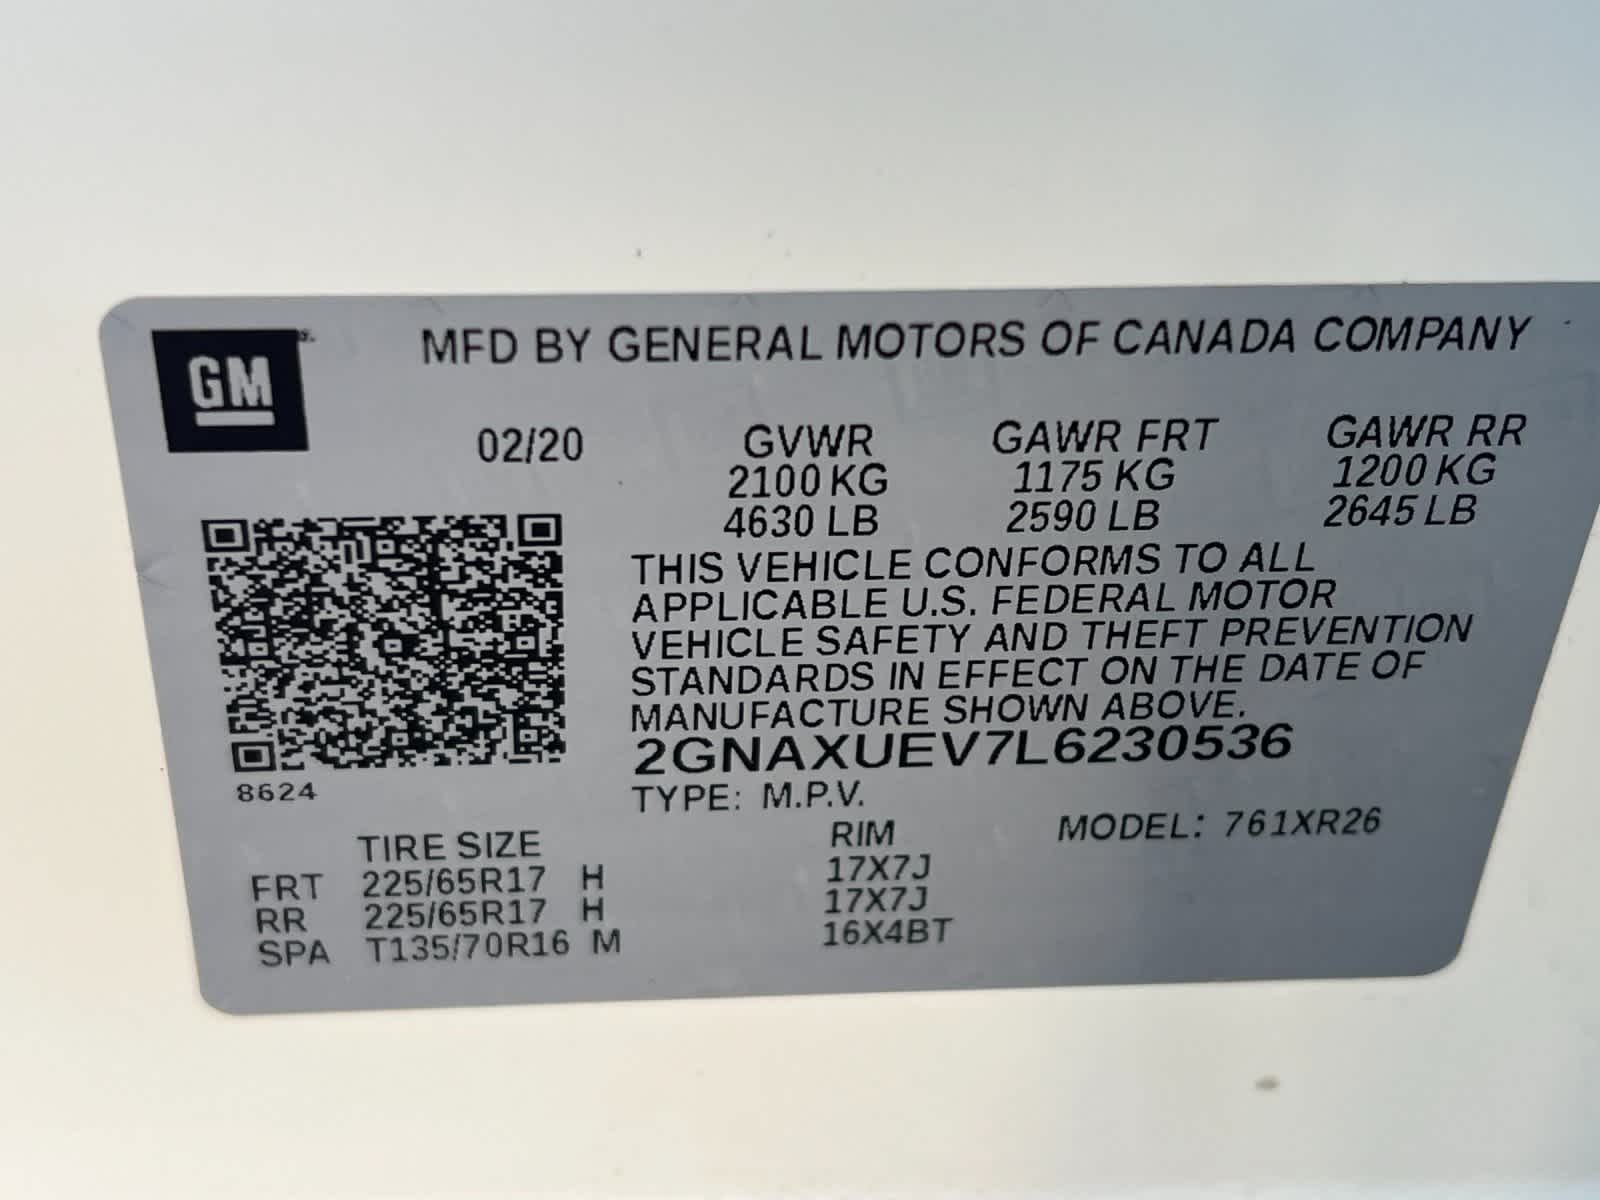 GM
MFD BY GENERAL MOTORS OF CANADA COMPANY
02/20 GVWR GAWR FRT GAWR RR
2100 KG 1175 KG 1200 KG
4630 LB 2590 LB 2645 LB
THIS VEHICLE CONFORMS TO ALL
APPLICABLE U.S. FEDERAL MOTOR
VEHICLE SAFETY AND THEFT PREVENTION
STANDARDS IN EFFECT ON THE DATE OF
MANUFACTURE SHOWN ABOVE.
2GNAXUEV7L6230536
8624
TYPE: M.P.V. MODEL: 761XR26
TIRE SIZE RIM
FRT 225/65R17 H 17X7J
RR 225/65R17 H 17X7J
SPA T135/70R16 M 16X4BT